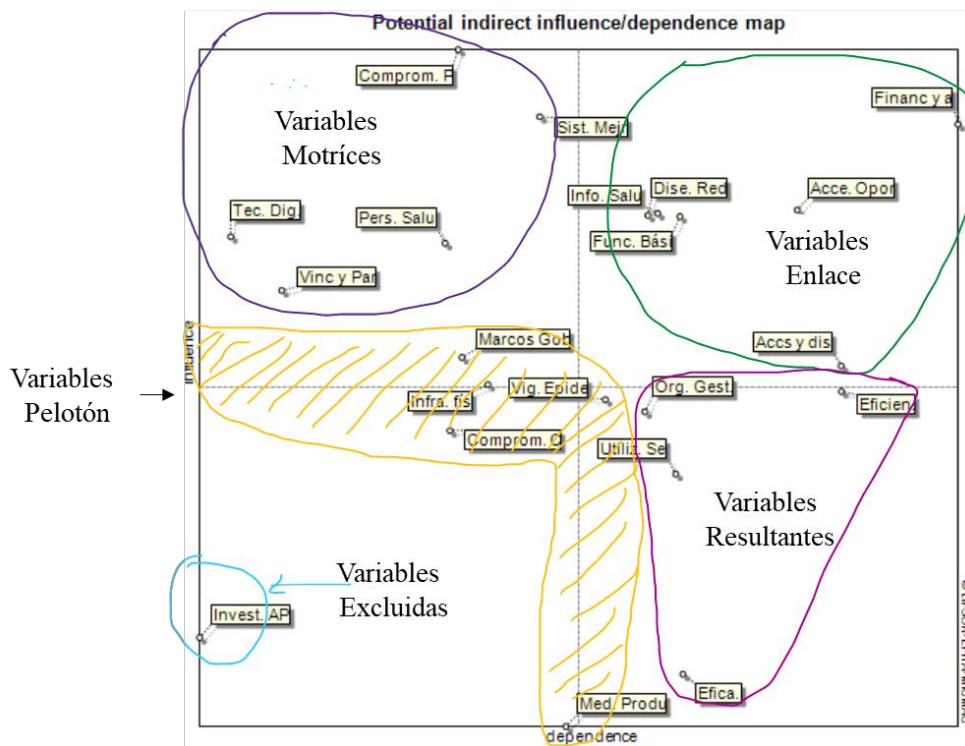 Potential indirect influence/dependence map
Comprom. P
Variables
Motríces
Sist. Mejr
Financ y a
Tec. Dig.
Pers. Salu
Vinc y Par
Info. Salu
Dise. Red
Acce. Opor
Func. Bási
Variables
Enlace
influence
Marcos Gob
Accs y dis
Variables
Pelotón
Infra. fís
Vig. Epide
Org. Gest
Eficien.
Comprom. C
Utiliz. Se
Variables
Resultantes
Variables
Excluidas
Invest. AP
Efica.
Med. Produ
dependence